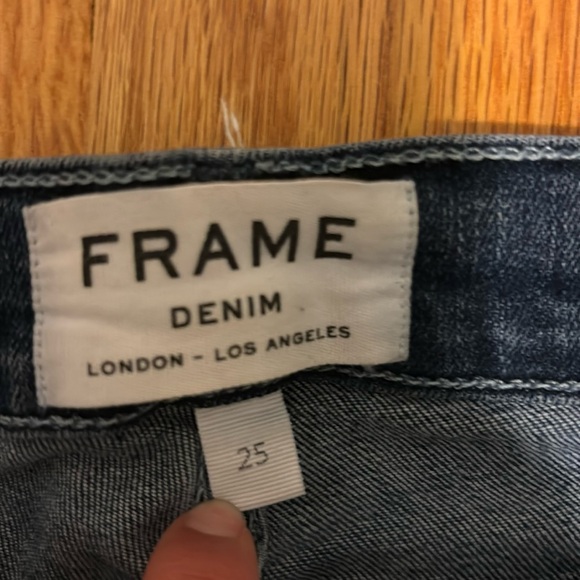 FRAME
DENIM
LONDON – LOS ANGELES
25